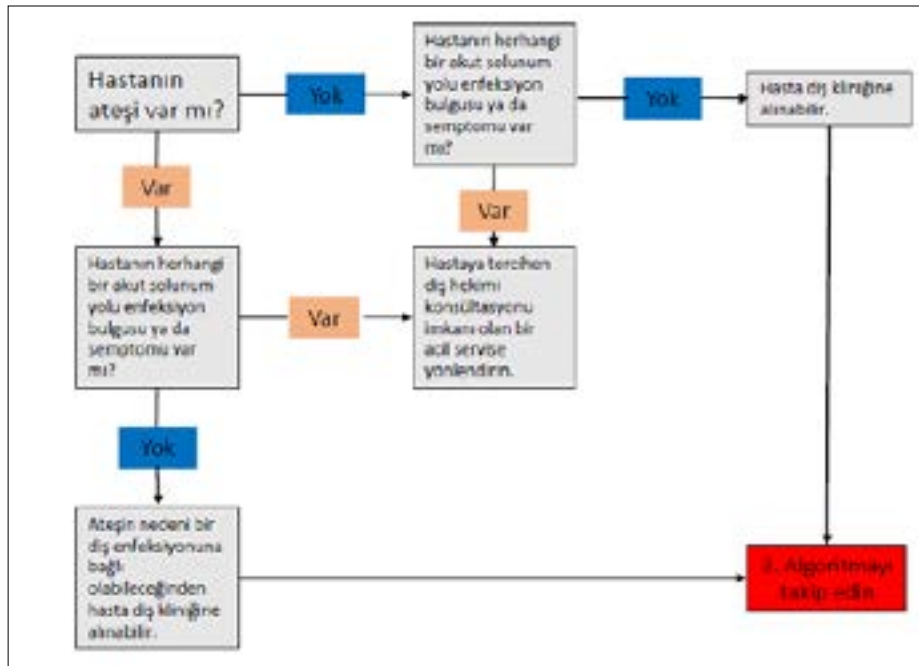 Hastanın
ateşi var mı?
Yok
Hastanın herhangi
bir akut solunum
yolu enfeksiyon
bulgusu ya da
semptomu var
mı?
Yok
Hasta diş kliniğine
alınabilir.
Var
Var
Hastanın herhangi
bir akut solunum
yolu enfeksiyon
bulgusu ya da
semptomu var
mı?
Var
Hastaya tercihen
diş hekimi
konsültasyonu
imkanı olan bir
acil servise
yönlendirin.
Yok
Ateşin nedeni bir
diş enfeksiyonuna
bağlı
olabileceğinden
hasta diş kliniğine
alınabilir.
Algoritmayı
takip edin